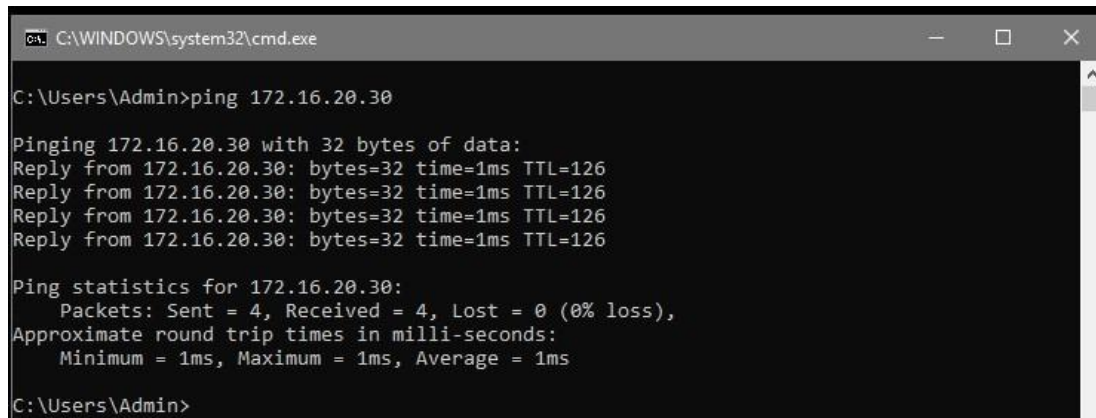 C:\WINDOWS\system32\cmd.exe
C:\Users\Admin>ping 172.16.20.30
Pinging 172.16.20.30 with 32 bytes of data:
Reply from 172.16.20.30: bytes=32 time=1ms TTL=126
Reply from 172.16.20.30: bytes=32 time=1ms TTL=126
Reply from 172.16.20.30: bytes=32 time=1ms TTL=126
Reply from 172.16.20.30: bytes=32 time=1ms TTL=126
Ping statistics for 172.16.20.30:
    Packets: Sent = 4, Received = 4, Lost = 0 (0% loss),
Approximate round trip times in milli-seconds:
    Minimum = 1ms, Maximum = 1ms, Average = 1ms
C:\Users\Admin>